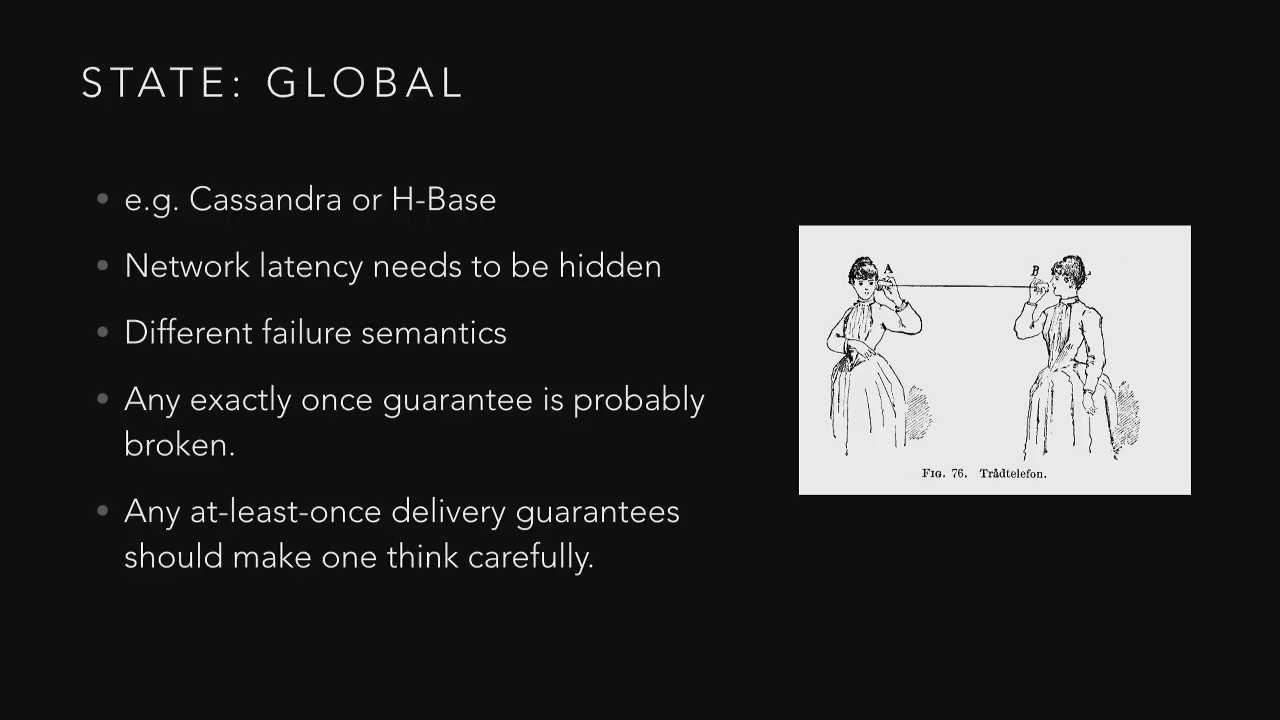 STATE: GLOBAL
• e.g. Cassandra or H-Base
• Network latency needs to be hidden
• Different failure semantics
• Any exactly once guarantee is probably
broken.
• Any at-least-once delivery guarantees
should make one think carefully.
A B
FIG. 76. Trådtelefon.